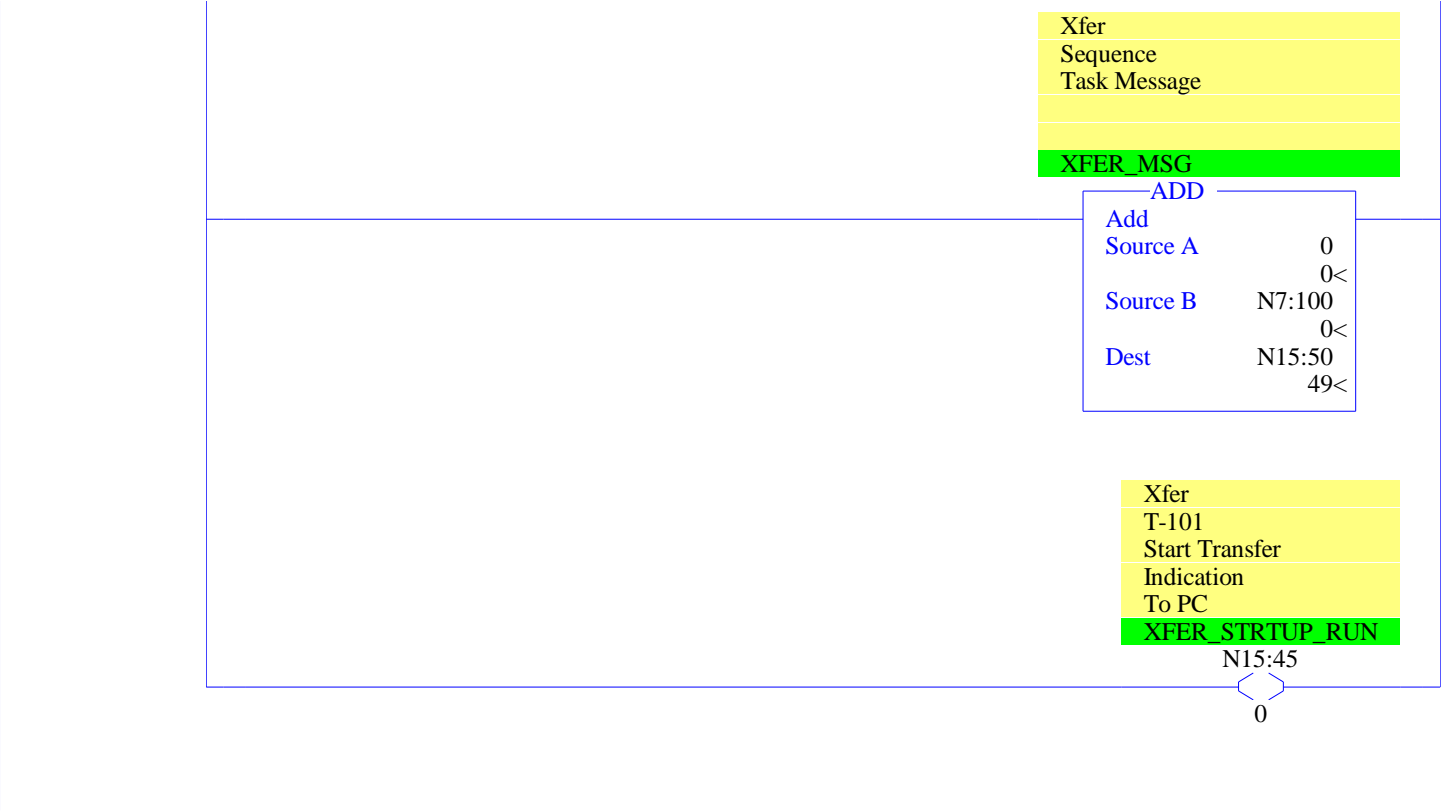 Xfer
Sequence
Task Message
XFER_MSG
ADD
Add
Source A 0
0<
Source B N7:100
0<
Dest N15:50
49<
Xfer
T-101
Start Transfer
Indication
To PC
XFER_STRTUP_RUN
N15:45
0